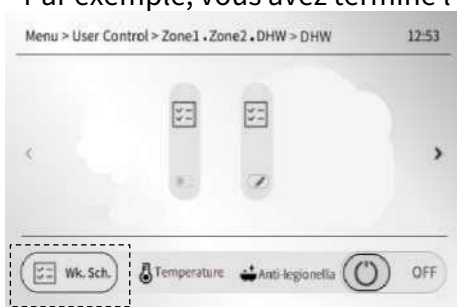 Par exemple, vous avez terminé l
Menu > User Control > Zone1 • Zone2 • DHW > DHW 12:53
Wk. Sch. Temperature Anti-legionella OFF